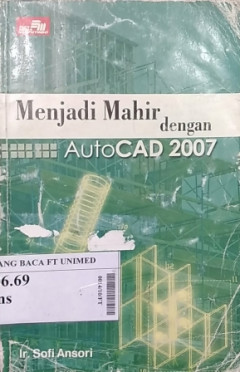 Menjadi Mahir
dengan
AutoCAD 2007
ANG BACA FT UNIMED
6.69
ns
Ir. Sofi Ansori